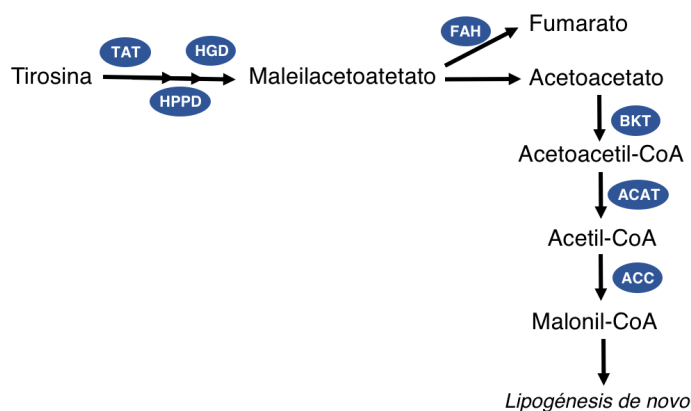 Fumarato
FAH
TAT
HGD
Tirosina
Maleilacetoatetato
Acetoacetato
HPPD
BKT
Acetoacetil-CoA
ACAT
Acetil-CoA
ACC
Malonil-CoA
Lipogénesis de novo